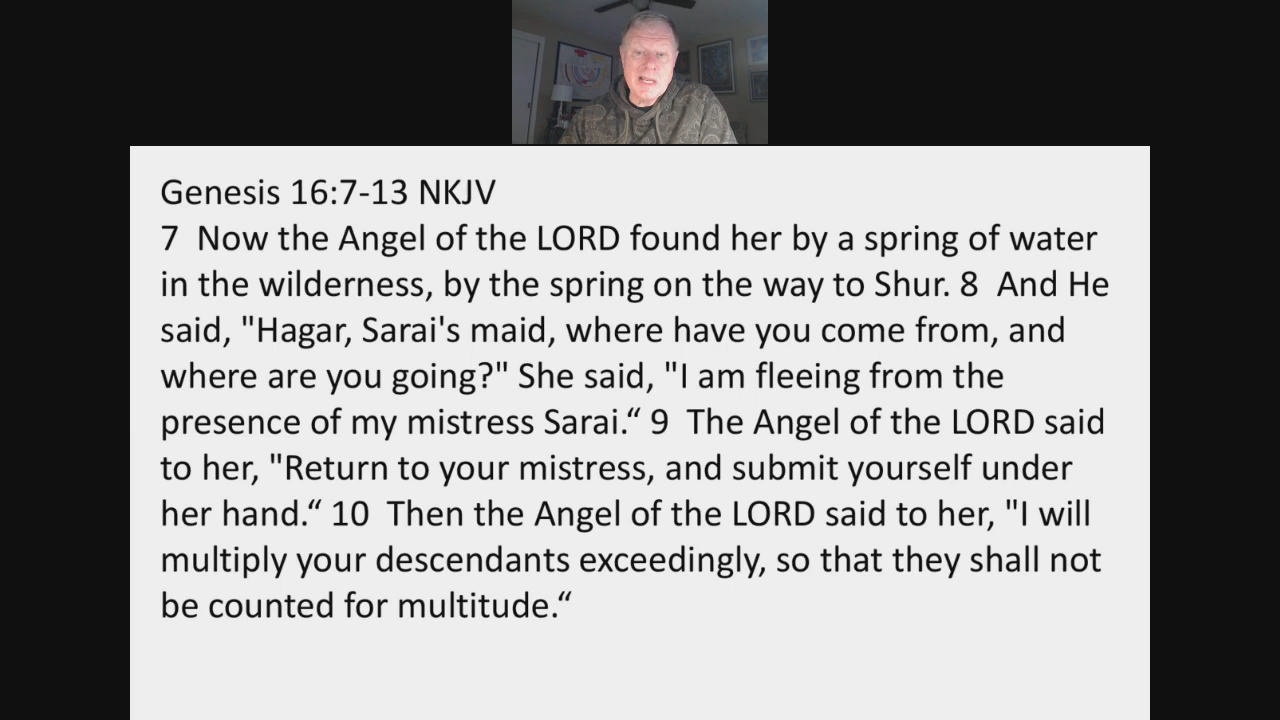 Genesis 16:7-13 NKJV
7  Now the Angel of the LORD found her by a spring of water
in the wilderness, by the spring on the way to Shur. 8  And He
said, "Hagar, Sarai's maid, where have you come from, and
where are you going?" She said, "I am fleeing from the
presence of my mistress Sarai.“ 9  The Angel of the LORD said
to her, "Return to your mistress, and submit yourself under
her hand.“ 10  Then the Angel of the LORD said to her, "I will
multiply your descendants exceedingly, so that they shall not
be counted for multitude.“